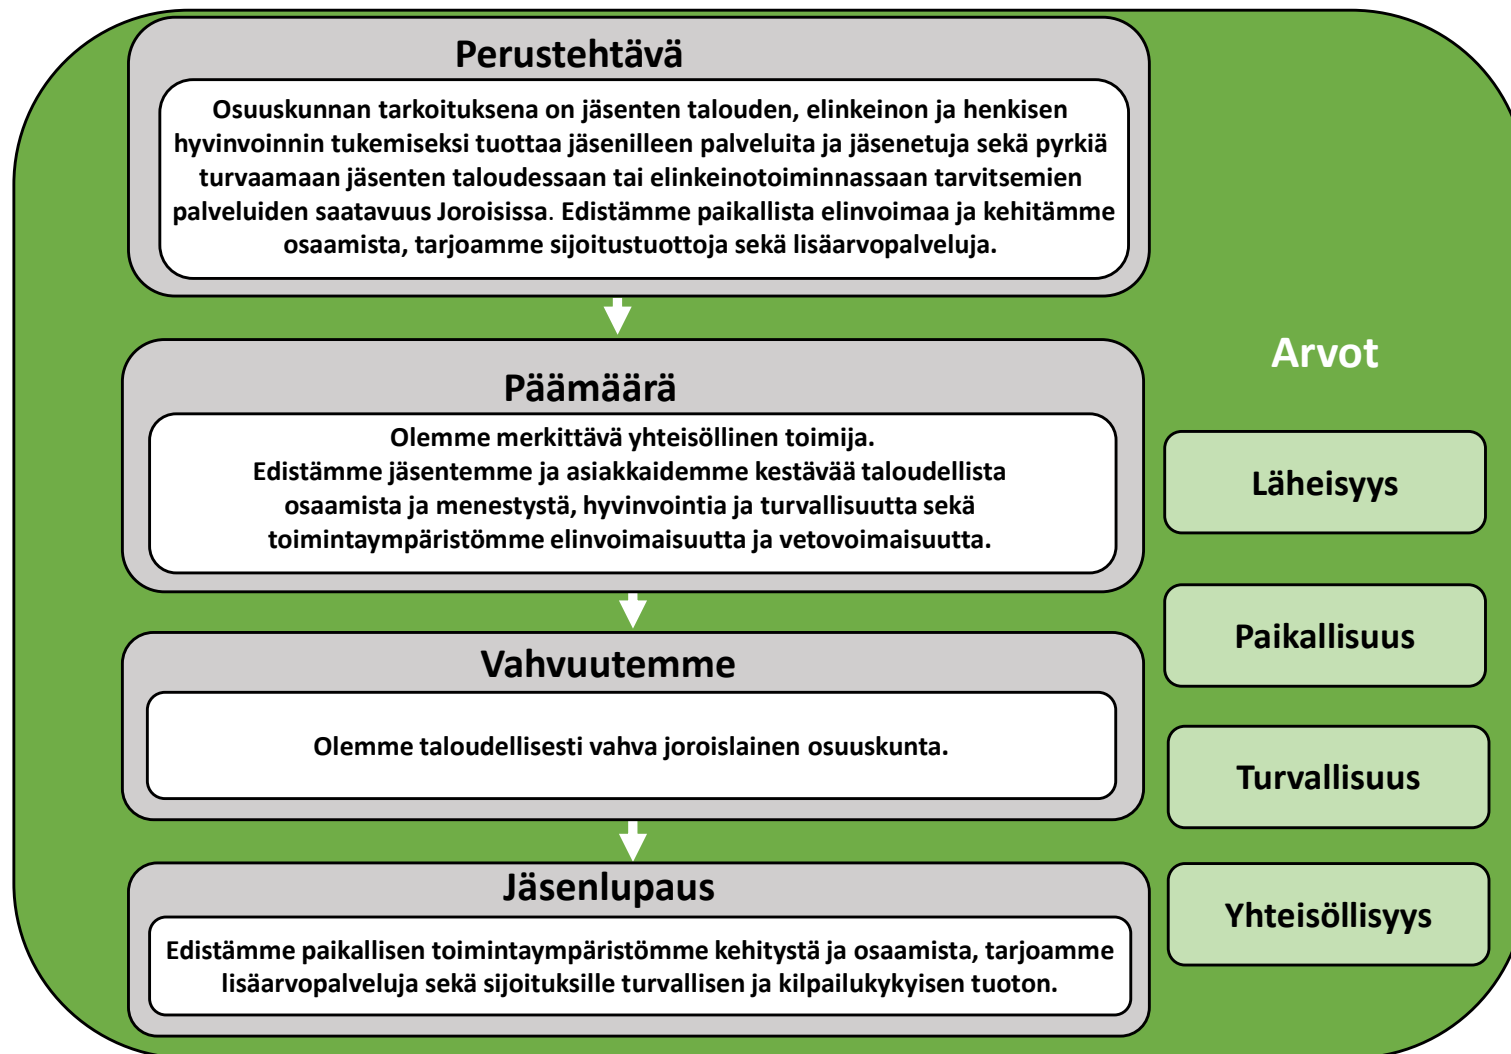 Perustehtävä
Osuuskunnan tarkoituksena on jäsenten talouden, elinkeinon ja henkisen
hyvinvoinnin tukemiseksi tuottaa jäsenilleen palveluita ja jäsenetuja sekä pyrkiä
turvaamaan jäsenten taloudessaan tai elinkeinotoiminnassaan tarvitsemien
palveluiden saatavuus Joroisissa. Edistämme paikallista elinvoimaa ja kehitämme
osaamista, tarjoamme sijoitustuottoja sekä lisäarvopalveluja.
Päämäärä
Olemme merkittävä yhteisöllinen toimija.
Edistämme jäsentemme ja asiakkaidemme kestävää taloudellista
osaamista ja menestystä, hyvinvointia ja turvallisuutta sekä
toimintaympäristömme elinvoimaisuutta ja vetovoimaisuutta.
Vahvuutemme
Olemme taloudellisesti vahva joroislainen osuuskunta.
Jäsenlupaus
Edistämme paikallisen toimintaympäristömme kehitystä ja osaamista, tarjoamme
lisäarvopalveluja sekä sijoituksille turvallisen ja kilpailukykyisen tuoton.
Arvot
Läheisyys
Paikallisuus
Turvallisuus
Yhteisöllisyys